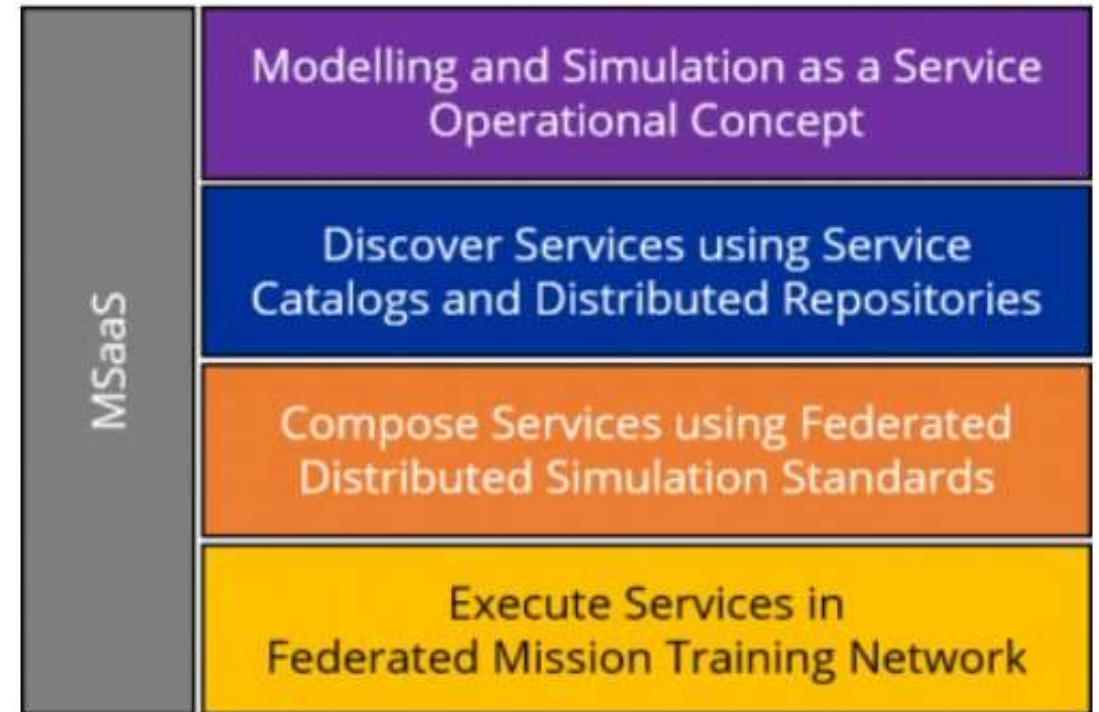 MSaaS
Modelling and Simulation as a Service
Operational Concept
Discover Services using Service
Catalogs and Distributed Repositories
Compose Services using Federated
Distributed Simulation Standards
Execute Services in
Federated Mission Training Network